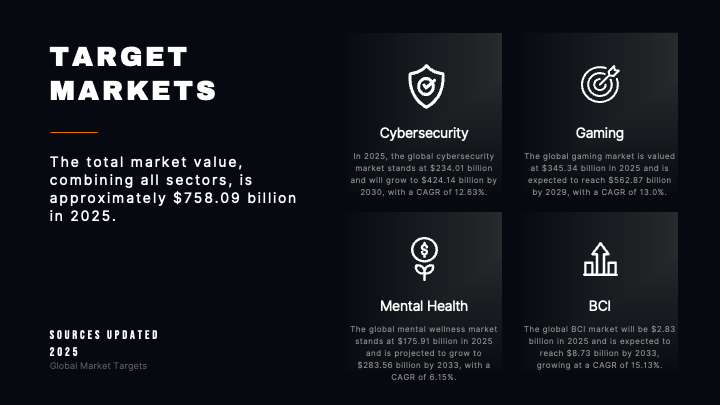 TARGET
MARKETS
The total market value,
combining all sectors, is
approximately $758.09 billion
in 2025.
SOURCES UPDATED
2025
Global Market Targets
Cybersecurity
In 2025, the global cybersecurity
market stands at $234.01 billion
and will grow to $424.14 billion by
2030, with a CAGR of 12.63%.
Gaming
The global gaming market is valued
at $345.34 billion in 2025 and is
expected to reach $562.87 billion
by 2029, with a CAGR of 13.0%.
Mental Health
The global mental wellness market
stands at $175.91 billion in 2025
and is projected to grow to
$283.56 billion by 2033, with a
CAGR of 6.15%.
BCI
The global BCI market will be $2.83
billion in 2025 and is expected to
reach $8.73 billion by 2033,
growing at a CAGR of 15.13%.